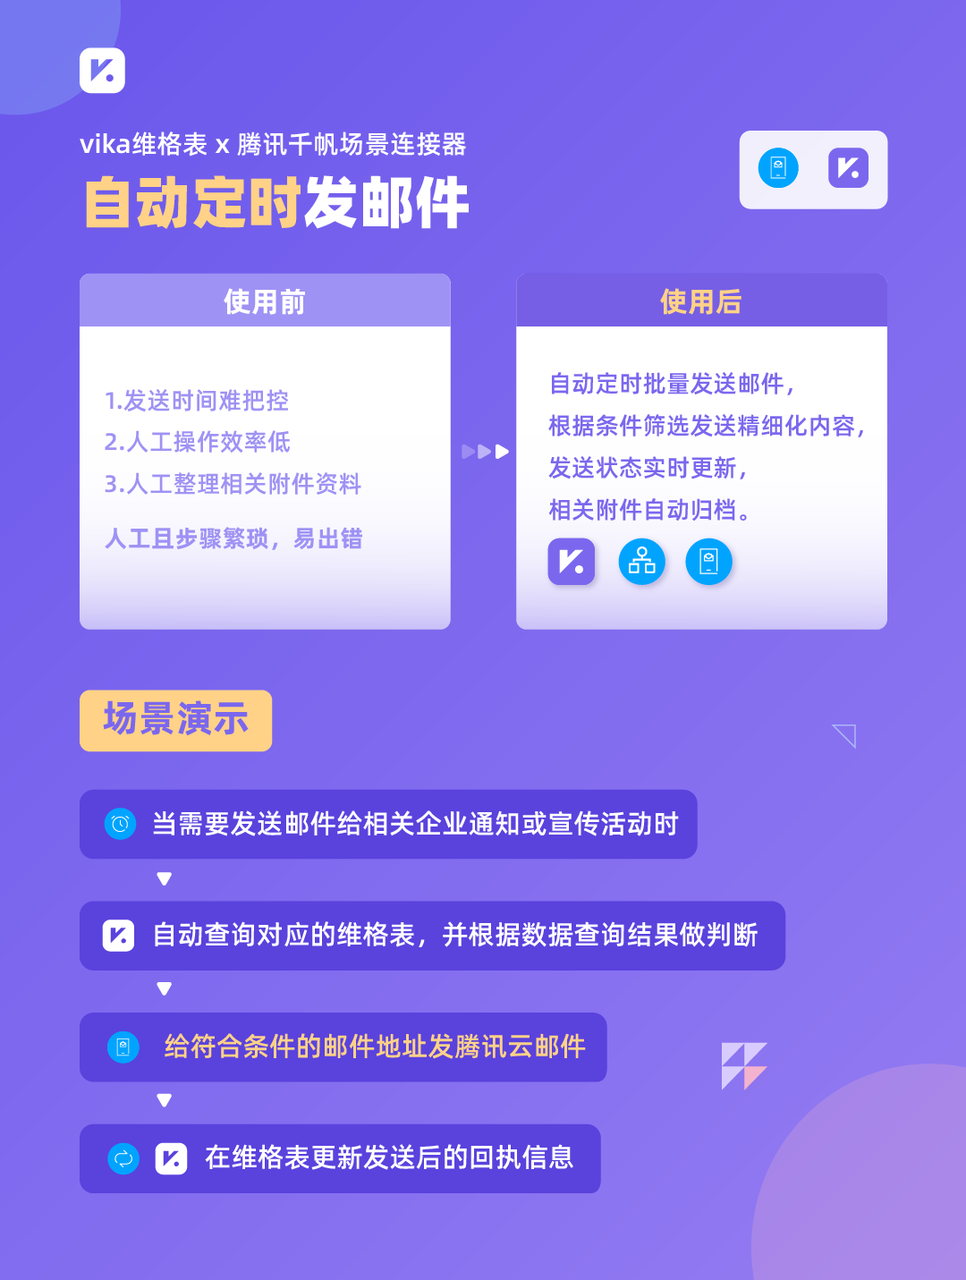 vika维格表 x 腾讯千帆场景连接器
自动定时发邮件
使用前
1.发送时间难把控
2.人工操作效率低
3.人工整理相关附件资料
人工且步骤繁琐，易出错
使用后
自动定时批量发送邮件，
根据条件筛选发送精细化内容，
发送状态实时更新，
相关附件自动归档。
场景演示
当需要发送邮件给相关企业通知或宣传活动时
自动查询对应的维格表，并根据数据查询结果做判断
给符合条件的邮件地址发腾讯云邮件
在维格表更新发送后的回执信息